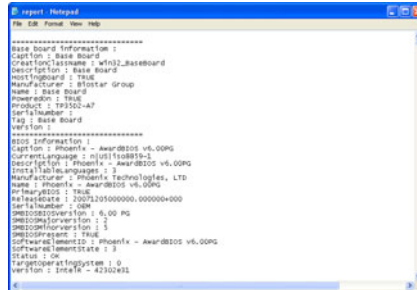 report - Notepad
File Edit Format View Help
==============================
Base board information :
Caption : Base Board
CreationClassName : Win32_BaseBoard
Description : Base Board
HostingBoard : TRUE
Manufacturer : Biostar Group
Name : Base Board
PoweredOn : TRUE
Product : TP35D2-A7
SerialNumber :
Tag : Base Board
Version :
==============================
BIOS Information :
Caption : Phoenix - AwardBIOS v6.00PG
CurrentLanguage : n|US|iso8859-1
Description : Phoenix - AwardBIOS v6.00PG
InstallableLanguages : 3
Manufacturer : Phoenix Technologies, LTD
Name : Phoenix - AwardBIOS v6.00PG
PrimaryBIOS : TRUE
ReleaseDate : 20071205000000.000000+000
SerialNumber : OEM
SMBIOSBIOSVersion : 6.00 PG
SMBIOSMajorVersion : 2
SMBIOSMinorVersion : 5
SMBIOSPresent : TRUE
SoftwareElementID : Phoenix - AwardBIOS v6.00PG
SoftwareElementState : 3
Status : OK
TargetOperatingSystem : 0
Version : IntelR - 42302e31